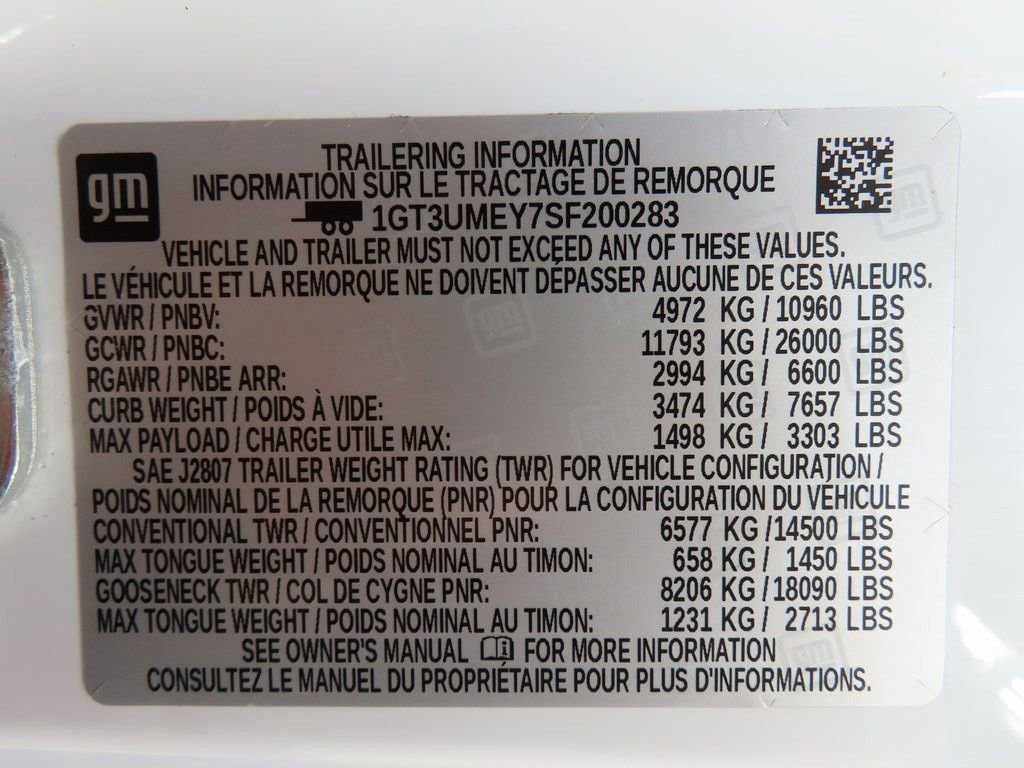 gm
TRAILERING INFORMATION
INFORMATION SUR LE TRACTAGE DE REMORQUE
1GT3UMEY7SF200283
VEHICLE AND TRAILER MUST NOT EXCEED ANY OF THESE VALUES.
LE VÉHICULE ET LA REMORQUE NE DOIVENT DÉPASSER AUCUNE DE CES VALEURS.
GVWR / PNBV: 4972 KG / 10960 LBS
GCWR / PNBC: 11793 KG / 26000 LBS
RGAWR / PNBE ARR: 2994 KG / 6600 LBS
CURB WEIGHT / POIDS À VIDE: 3474 KG / 7657 LBS
MAX PAYLOAD / CHARGE UTILE MAX: 1498 KG / 3303 LBS
SAE J2807 TRAILER WEIGHT RATING (TWR) FOR VEHICLE CONFIGURATION /
POIDS NOMINAL DE LA REMORQUE (PNR) POUR LA CONFIGURATION DU VÉHICULE
CONVENTIONAL TWR / CONVENTIONNEL PNR: 6577 KG /14500 LBS
MAX TONGUE WEIGHT / POIDS NOMINAL AU TIMON: 658 KG / 1450 LBS
GOOSENECK TWR / COL DE CYGNE PNR: 8206 KG /18090 LBS
MAX TONGUE WEIGHT / POIDS NOMINAL AU TIMON: 1231 KG / 2713 LBS
SEE OWNER'S MANUAL FOR MORE INFORMATION
CONSULTEZ LE MANUEL DU PROPRIÉTAIRE POUR PLUS D'INFORMATIONS.